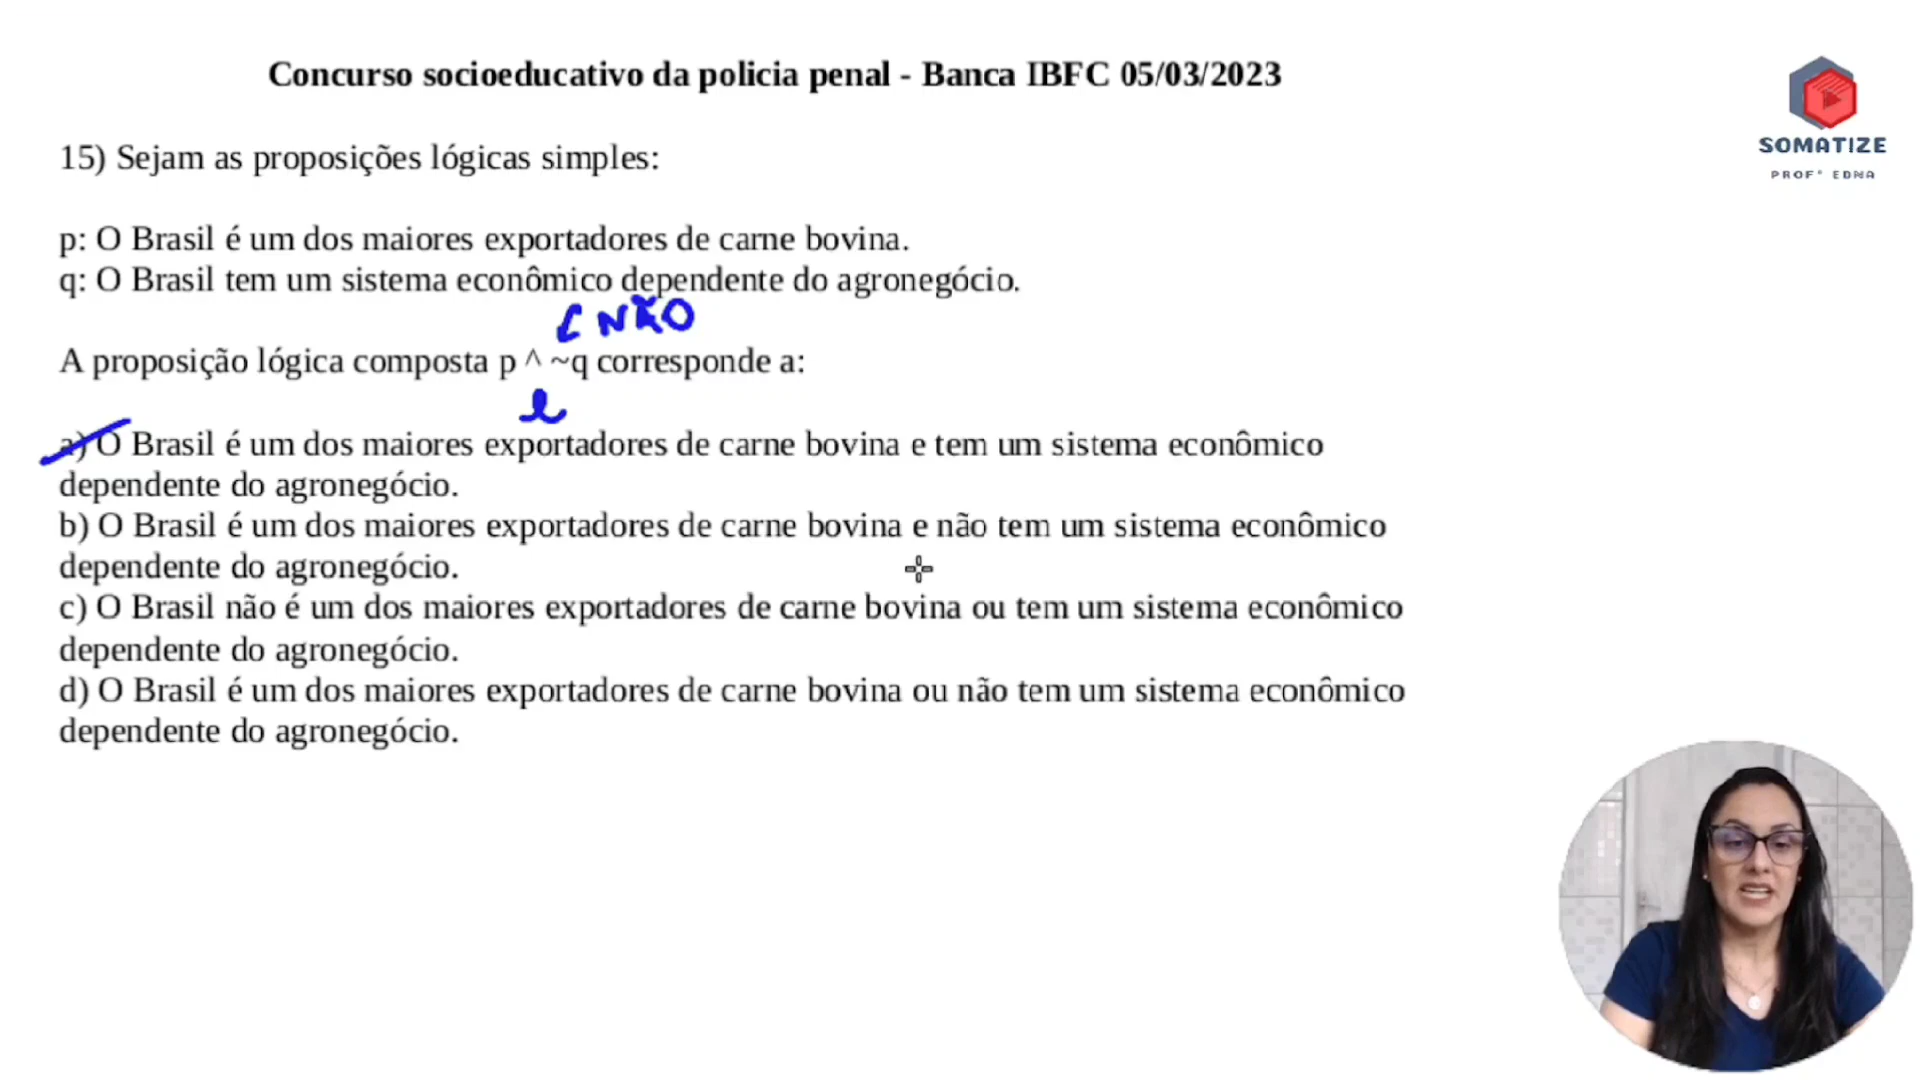 Concurso socioeducativo da policia penal - Banca IBFC 05/03/2023
SOMATIZE
PROFª EDNA
15) Sejam as proposições lógicas simples:
p: O Brasil é um dos maiores exportadores de carne bovina.
q: O Brasil tem um sistema econômico dependente do agronegócio.
NÃO
A proposição lógica composta p ^ ~q corresponde a:
e
a) O Brasil é um dos maiores exportadores de carne bovina e tem um sistema econômico
dependente do agronegócio.
b) O Brasil é um dos maiores exportadores de carne bovina e não tem um sistema econômico
dependente do agronegócio.
c) O Brasil não é um dos maiores exportadores de carne bovina ou tem um sistema econômico
dependente do agronegócio.
d) O Brasil é um dos maiores exportadores de carne bovina ou não tem um sistema econômico
dependente do agronegócio.